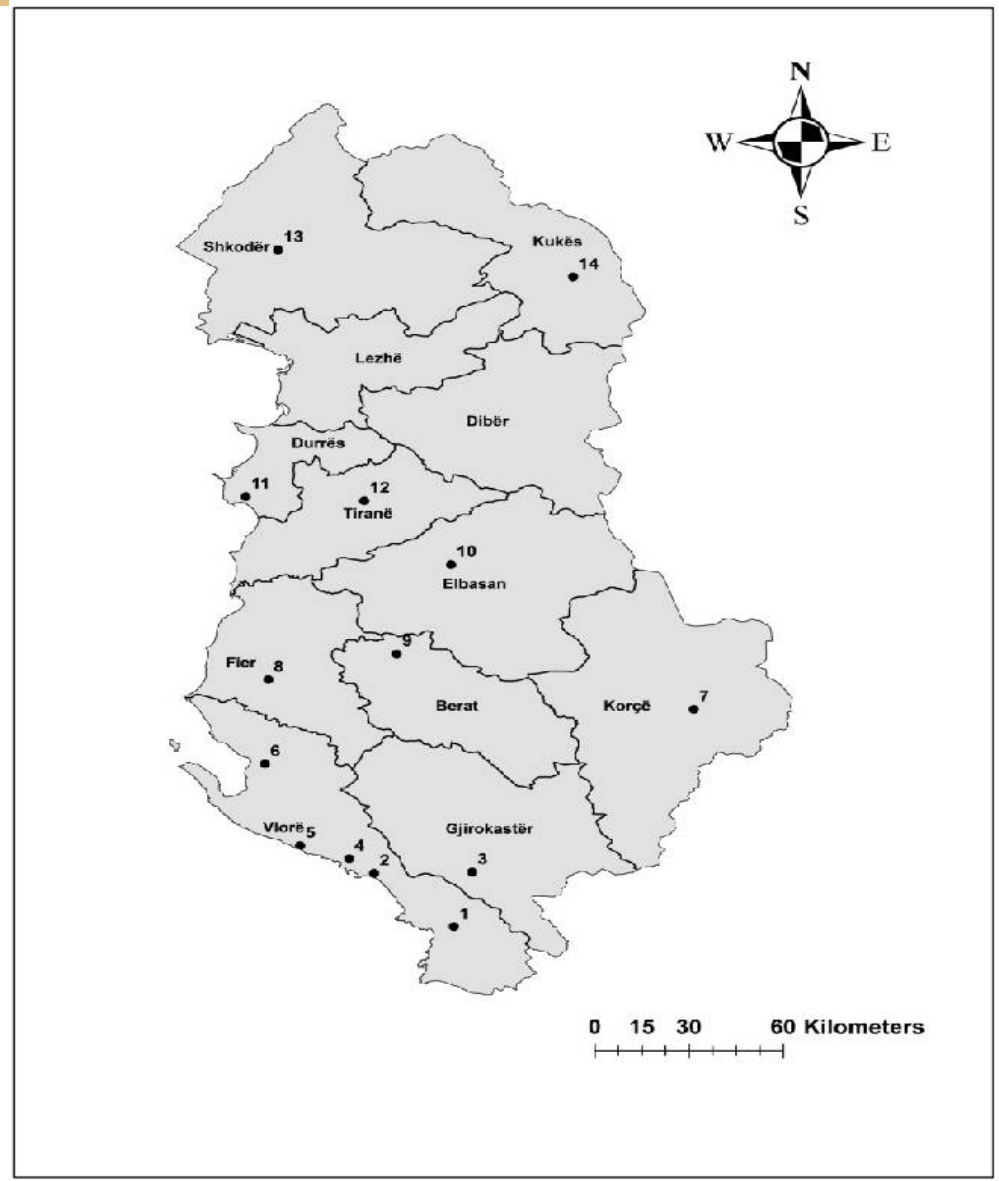 N
W E
S
13
Shkodër
Kukës
14
Lezhë
Dibër
Durrës
11
12
Tiranë
10
Elbasan
9
Fier
8
Berat
Korçë
7
6
Vlorë
5
Gjirokastër
4
2
3
1
0 15 30 60 Kilometers